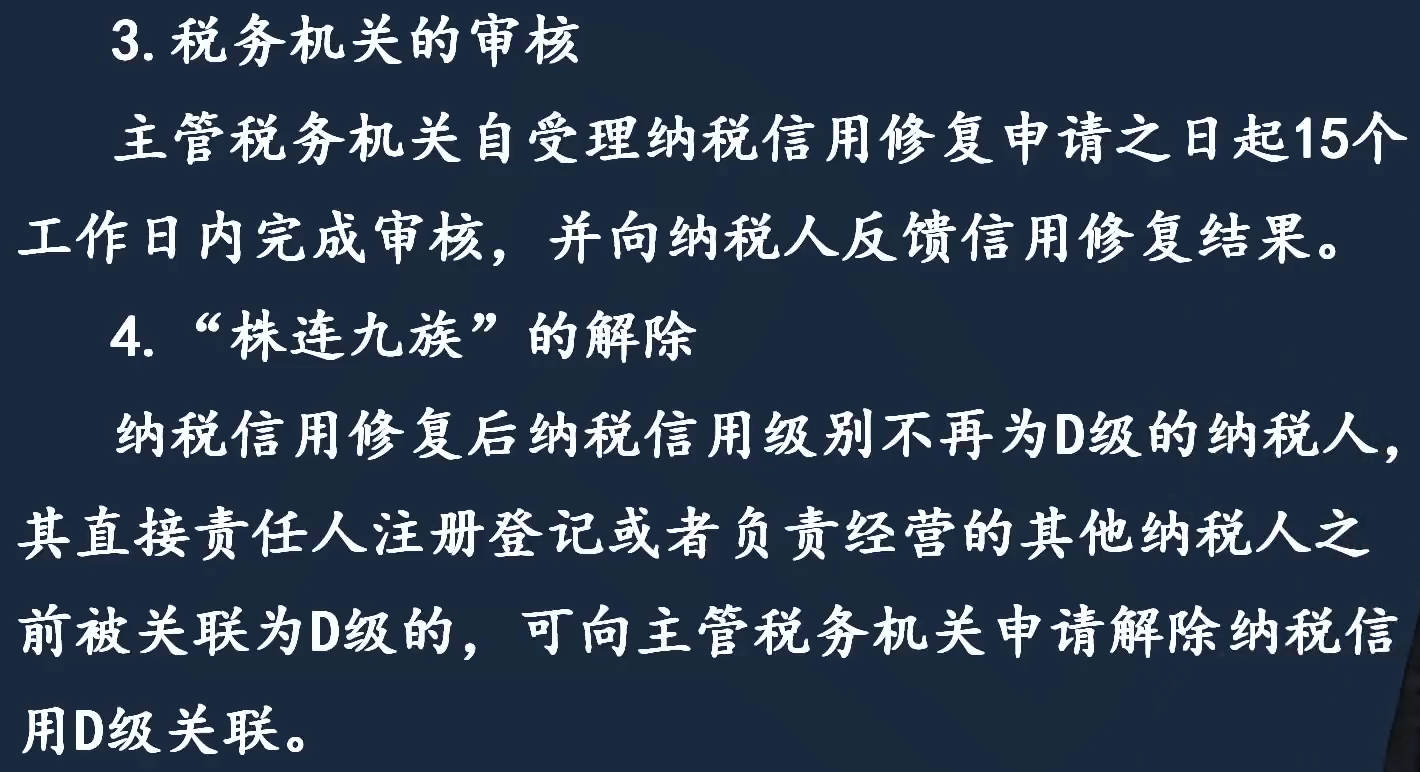 3.税务机关的审核
主管税务机关自受理纳税信用修复申请之日起15个
工作日内完成审核，并向纳税人反馈信用修复结果。
4.“株连九族”的解除
纳税信用修复后纳税信用级别不再为D级的纳税人，
其直接责任人注册登记或者负责经营的其他纳税人之
前被关联为D级的，可向主管税务机关申请解除纳税信
用D级关联。